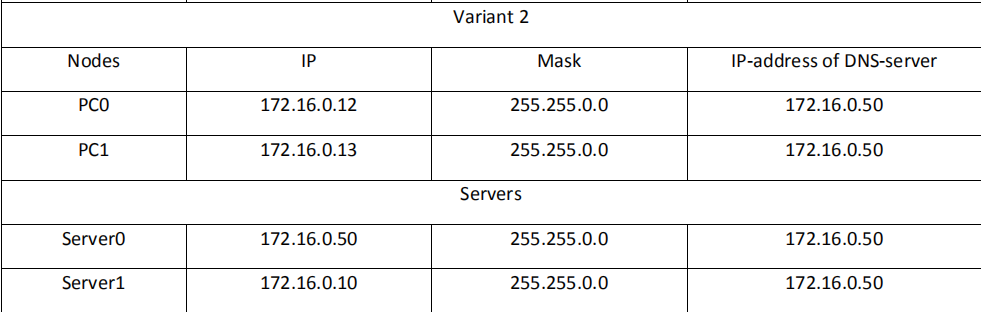 Variant 2
Nodes IP Mask IP-address of DNS-server
PC0 172.16.0.12 255.255.0.0 172.16.0.50
PC1 172.16.0.13 255.255.0.0 172.16.0.50
Servers
Server0 172.16.0.50 255.255.0.0 172.16.0.50
Server1 172.16.0.10 255.255.0.0 172.16.0.50